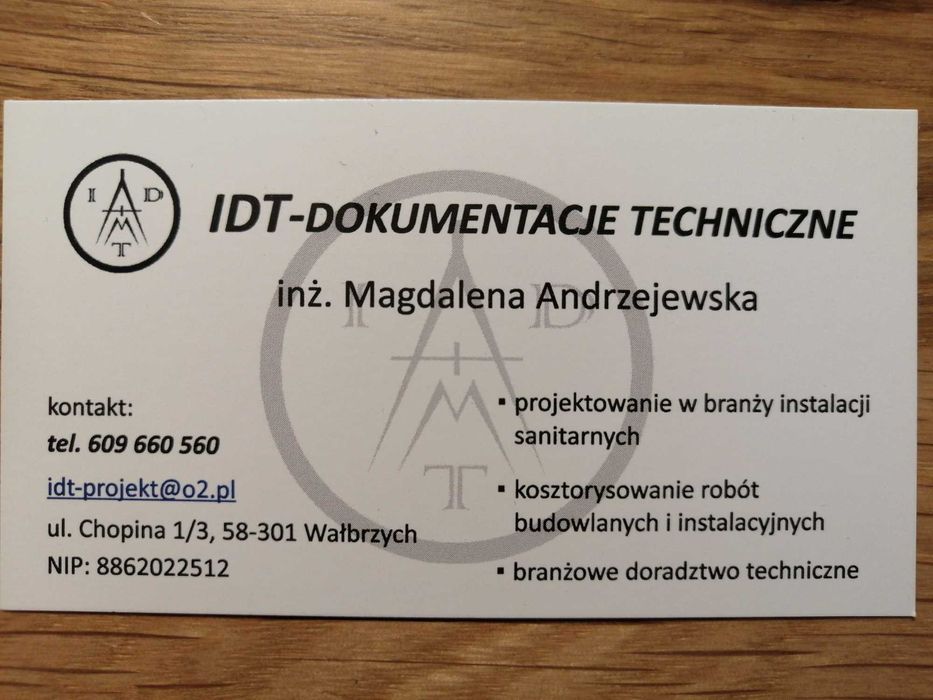 I D
M
T
IDT-DOKUMENTACJE TECHNICZNE
inż. Magdalena Andrzejewska
I D
M
T
kontakt:
tel. 609 660 560
idt-projekt@o2.pl
ul. Chopina 1/3, 58-301 Wałbrzych
NIP: 8862022512
▪ projektowanie w branży instalacji
sanitarnych
▪ kosztorysowanie robót
budowlanych i instalacyjnych
▪ branżowe doradztwo techniczne